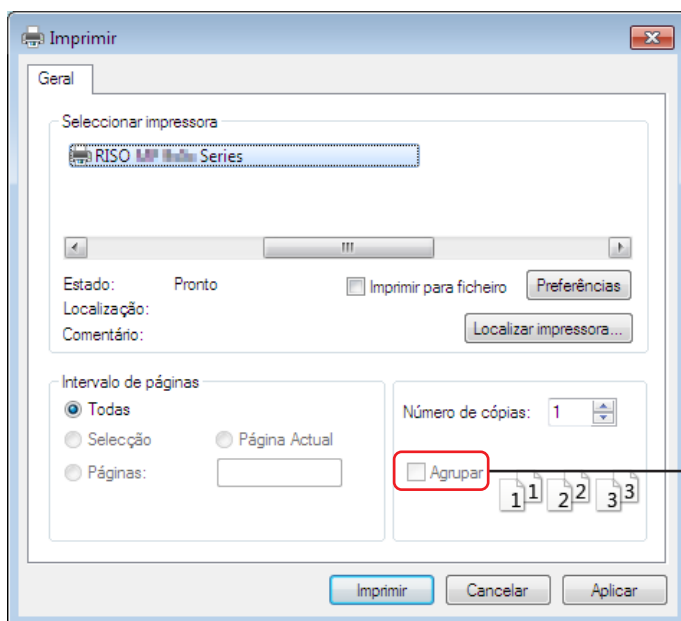 Imprimir
Geral
Seleccionar impressora
RISO Series
Estado: Pronto
Imprimir para ficheiro
Preferências
Localização:
Comentário:
Localizar impressora...
Intervalo de páginas
Todas
Selecção
Página Actual
Páginas:
Número de cópias: 1
Agrupar
1 1 2 2 3 3
Imprimir
Cancelar
Aplicar